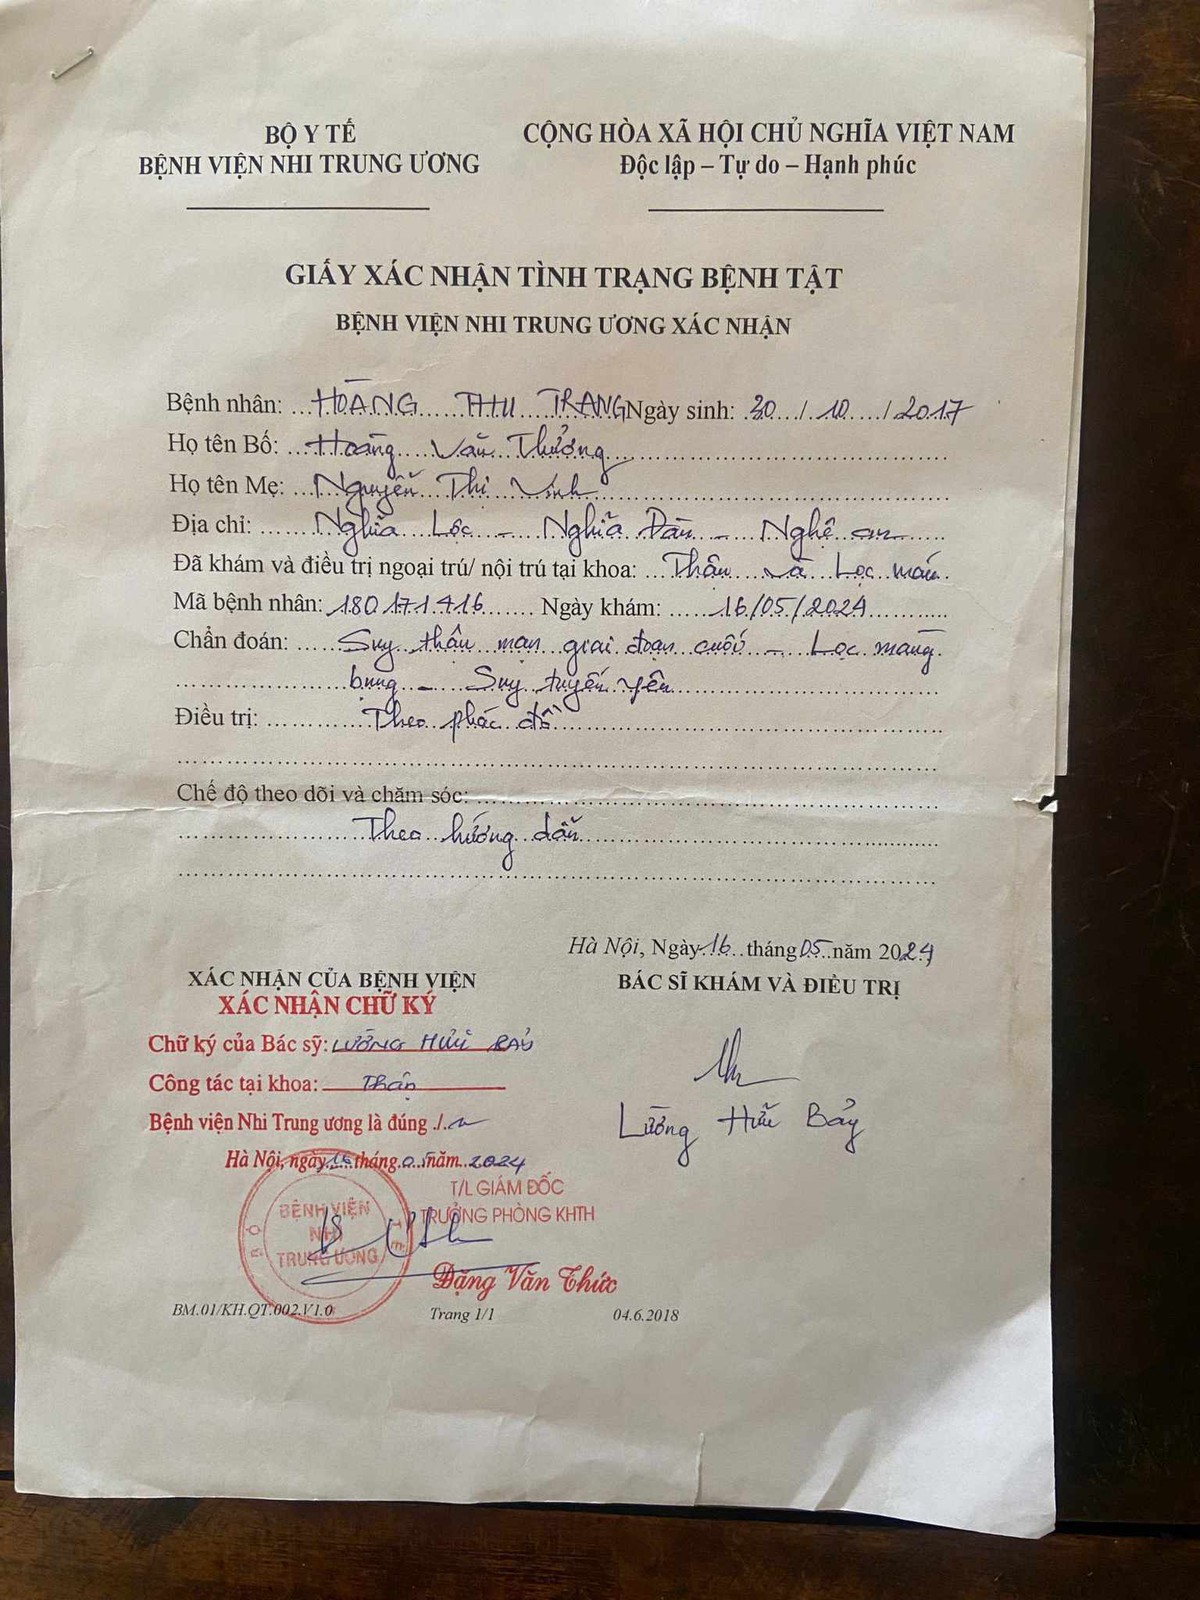 BỘ Y TẾ
BỆNH VIỆN NHI TRUNG ƯƠNG
CỘNG HÒA XÃ HỘI CHỦ NGHĨA VIỆT NAM
Độc lập – Tự do – Hạnh phúc
GIẤY XÁC NHẬN TÌNH TRẠNG BỆNH TẬT
BỆNH VIỆN NHI TRUNG ƯƠNG XÁC NHẬN
Bệnh nhân: HOÀNG THU TRANG Ngày sinh: 30/10/2017
Họ tên Bố: Hoàng Văn Thưởng
Họ tên Mẹ: Nguyễn Thị Vinh
Địa chỉ: Nghĩa Lộc - Nghĩa Đàn - Nghệ an
Đã khám và điều trị ngoại trú/ nội trú tại khoa: Thận và Lọc máu
Mã bệnh nhân: 180171416 Ngày khám: 16/05/2024
Chẩn đoán: Suy thận mạn giai đoạn cuối - Lọc màng
bụng - Suy tuyến yên
Điều trị: Theo phác đồ
Chế độ theo dõi và chăm sóc:
Theo hướng dẫn
Hà Nội, Ngày 16 tháng 05 năm 2024
XÁC NHẬN CỦA BỆNH VIỆN
BÁC SĨ KHÁM VÀ ĐIỀU TRỊ
XÁC NHẬN CHỮ KÝ
Chữ ký của Bác sỹ: LƯƠNG HỮU BẢY
Công tác tại khoa: Thận
Bệnh viện Nhi Trung ương là đúng ./.
Lương Hữu Bảy
Hà Nội, ngày 16 tháng 05 năm 2024
T/L GIÁM ĐỐC
TRƯỞNG PHÒNG KHTH
BỘ Y TẾ
BỆNH VIỆN
NHI
TRUNG ƯƠNG
Đặng Văn Thức
BM.01/KH.QT.002.V1.0 Trang 1/1 04.6.2018